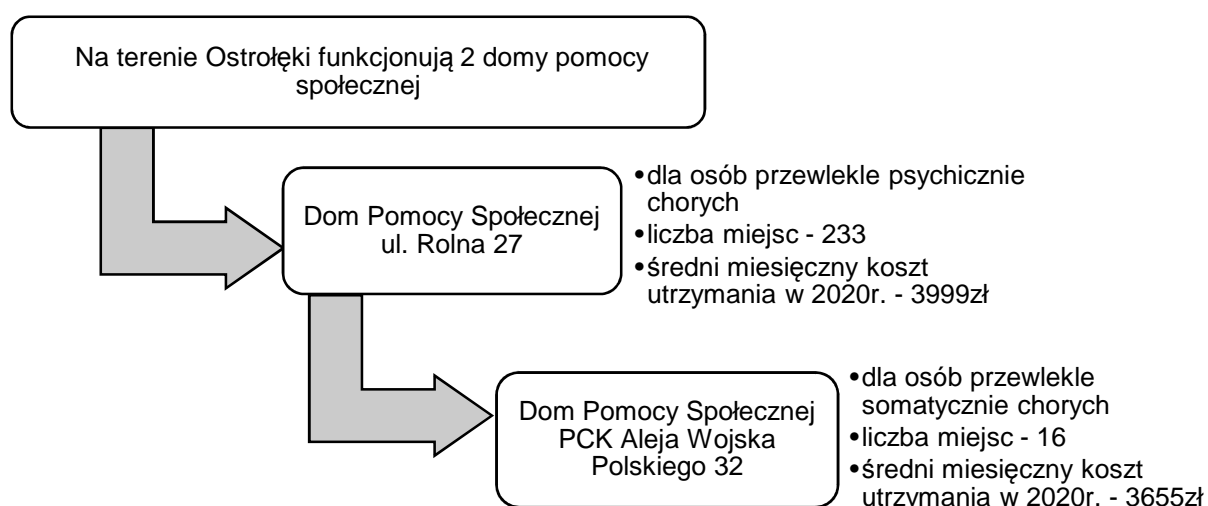 Na terenie Ostrołęki funkcjonują 2 domy pomocy
społecznej
Dom Pomocy Społecznej
ul. Rolna 27
•dla osób przewlekle psychicznie
chorych
•liczba miejsc - 233
•średni miesięczny koszt
utrzymania w 2020r. - 3999zł
Dom Pomocy Społecznej
PCK Aleja Wojska
Polskiego 32
•dla osób przewlekle
somatycznie chorych
•liczba miejsc - 16
•średni miesięczny koszt
utrzymania w 2020r. - 3655zł